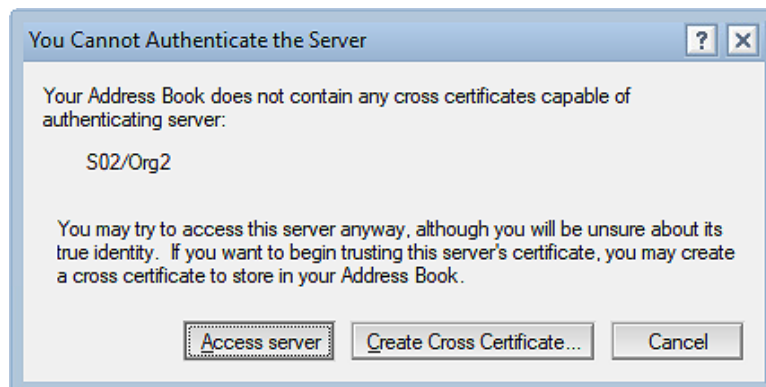 You Cannot Authenticate the Server
?
Your Address Book does not contain any cross certificates capable of
authenticating server:
S02/Org2
You may try to access this server anyway, although you will be unsure about its
true identity.  If you want to begin trusting this server's certificate, you may create
a cross certificate to store in your Address Book.
Access server
Create Cross Certificate...
Cancel